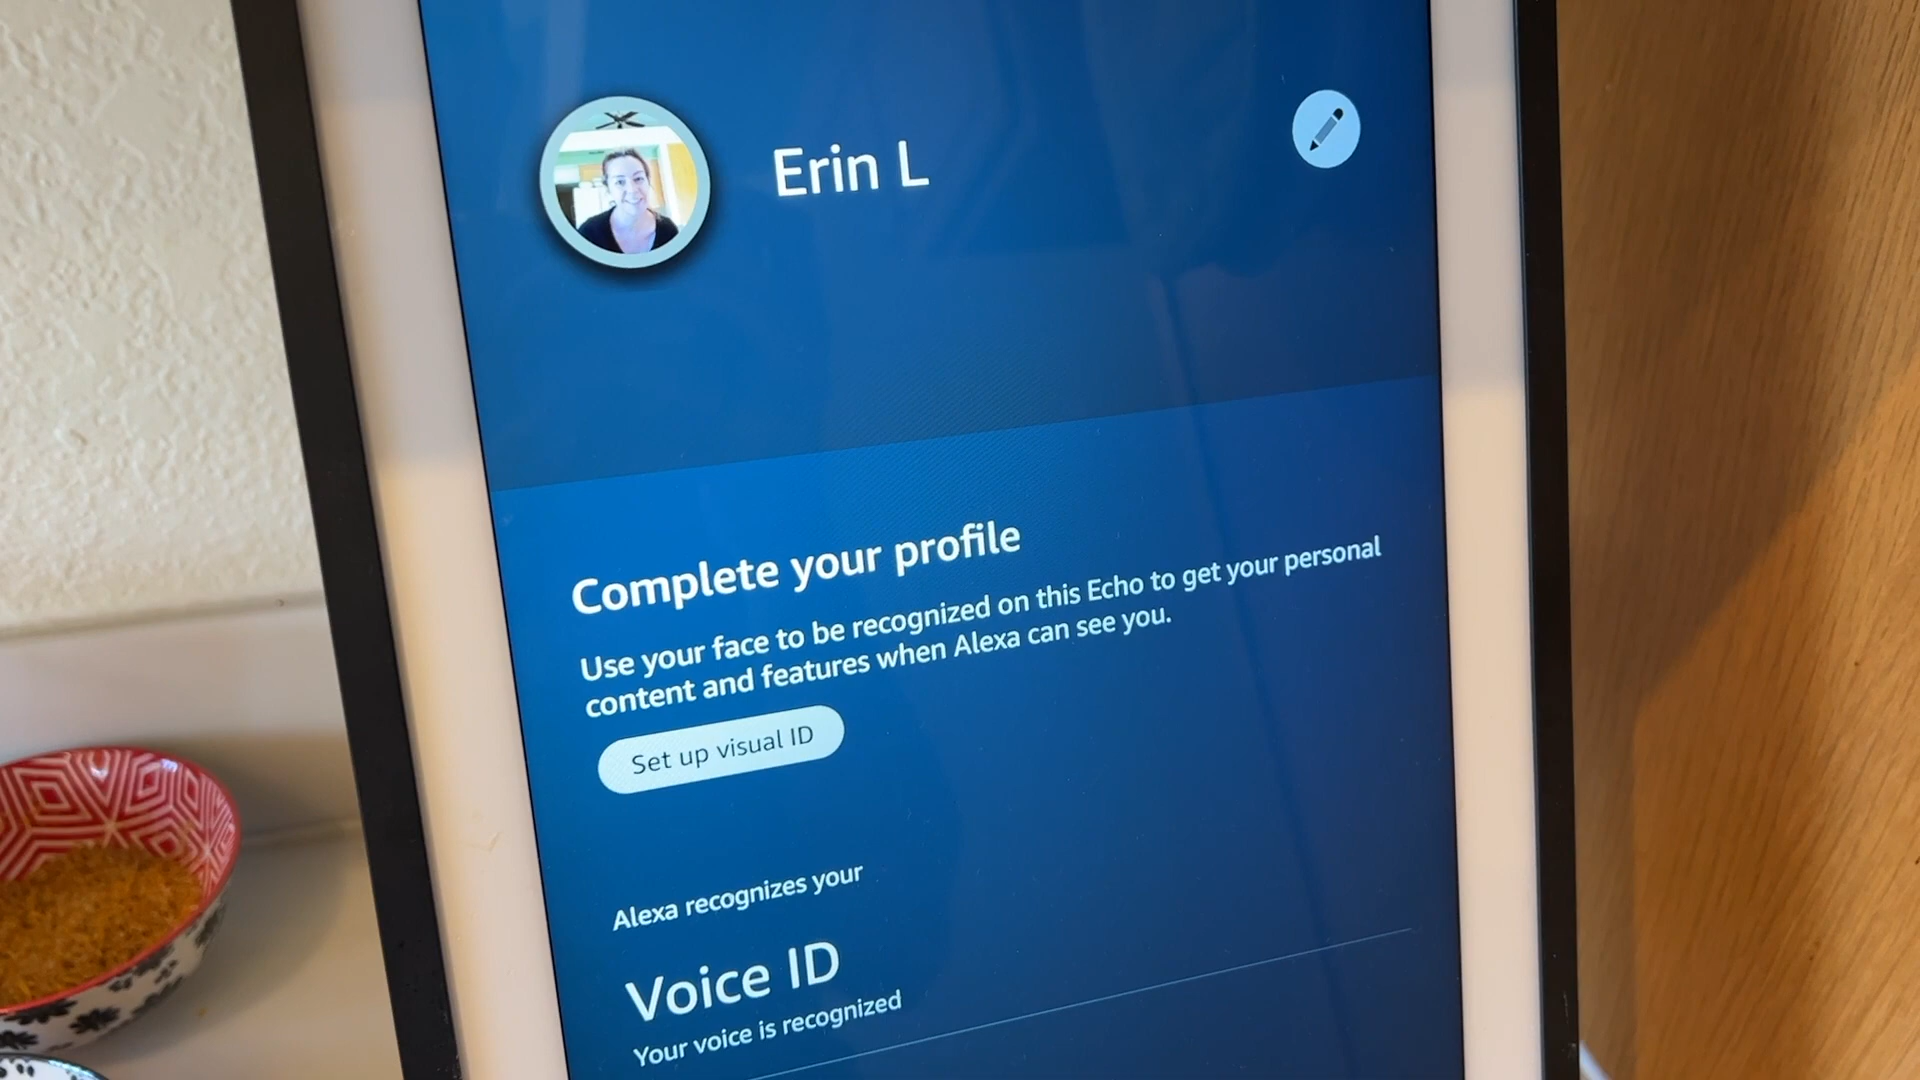 Erin L
Complete your profile
Use your face to be recognized on this Echo to get your personal
content and features when Alexa can see you.
Set up visual ID
Alexa recognizes your
Voice ID
Your voice is recognized